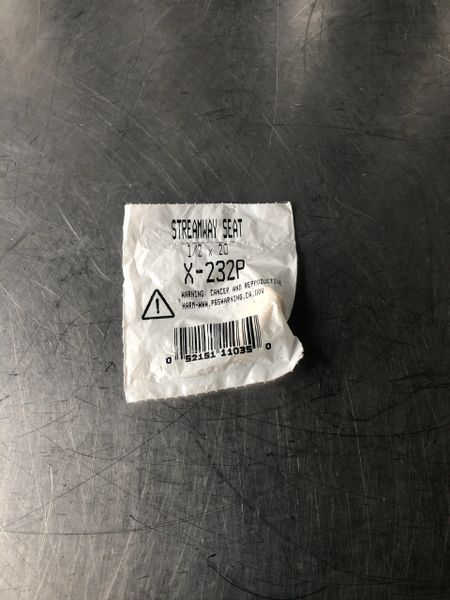 STREAMWAY SEAT
1/2 x 20
X-232P
WARNING: CANCER AND REPRODUCTIVE
HARM-WWW.P65WARNING.CA.GOV
0 52151 11035 0